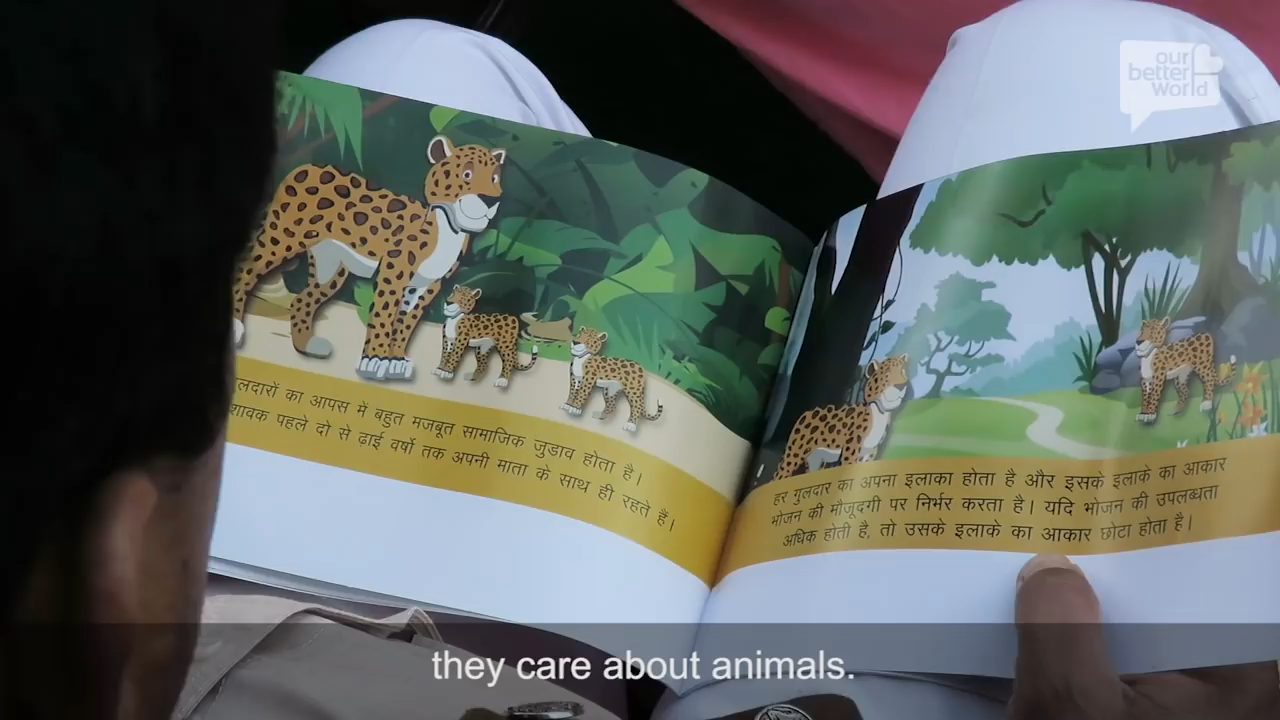 our
better
world
लदारों का आपस में बहुत मजबूत सामाजिक जुडाव होता है।
शावक पहले दो से ढ़ाई वर्षों तक अपनी माता के साथ ही रहते हैं।
हर गुलदार का अपना इलाका होता है और इसके इलाके का आकार
भोजन की मौजूदगी पर निर्भर करता है। यदि भोजन की उपलब्धता
अधिक होती है, तो उसके इलाके का आकार छोटा होता है।
they care about animals.